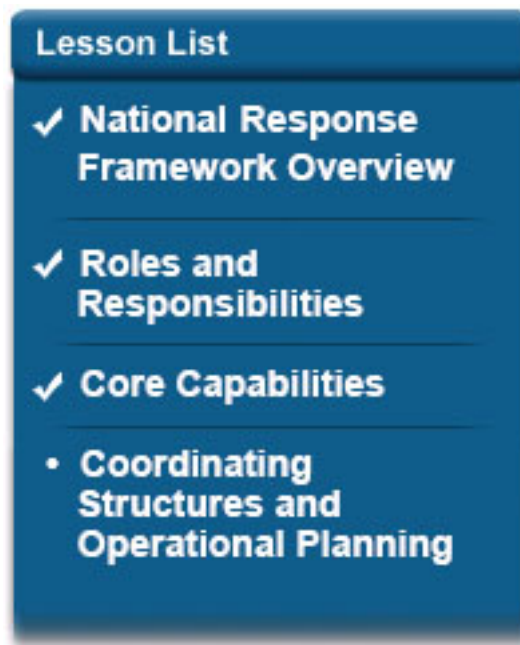 Lesson List
✓ National Response
Framework Overview
✓ Roles and
Responsibilities
✓ Core Capabilities
• Coordinating
Structures and
Operational Planning